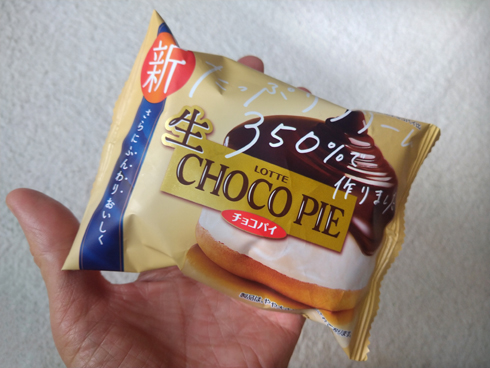 新
さらにふんわりおいしく
たっぷりクリーム
350%で
作りました
生
LOTTE
CHOCO PIE
チョコパイ